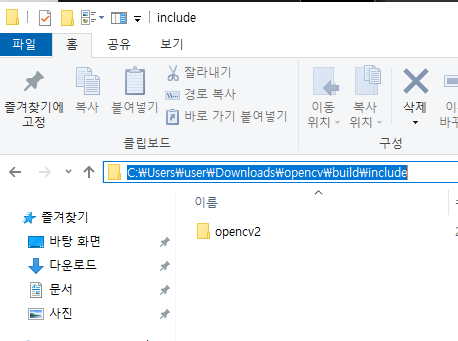 include
파일 홈 공유 보기
즐겨찾기에 고정
복사
붙여넣기
잘라내기
경로 복사
바로 가기 붙여넣기
이동 위치
복사 위치
삭제
클립보드
구성
C:₩Users₩user₩Downloads₩opencv₩build₩include
이름
즐겨찾기
바탕 화면
다운로드
문서
사진
opencv2